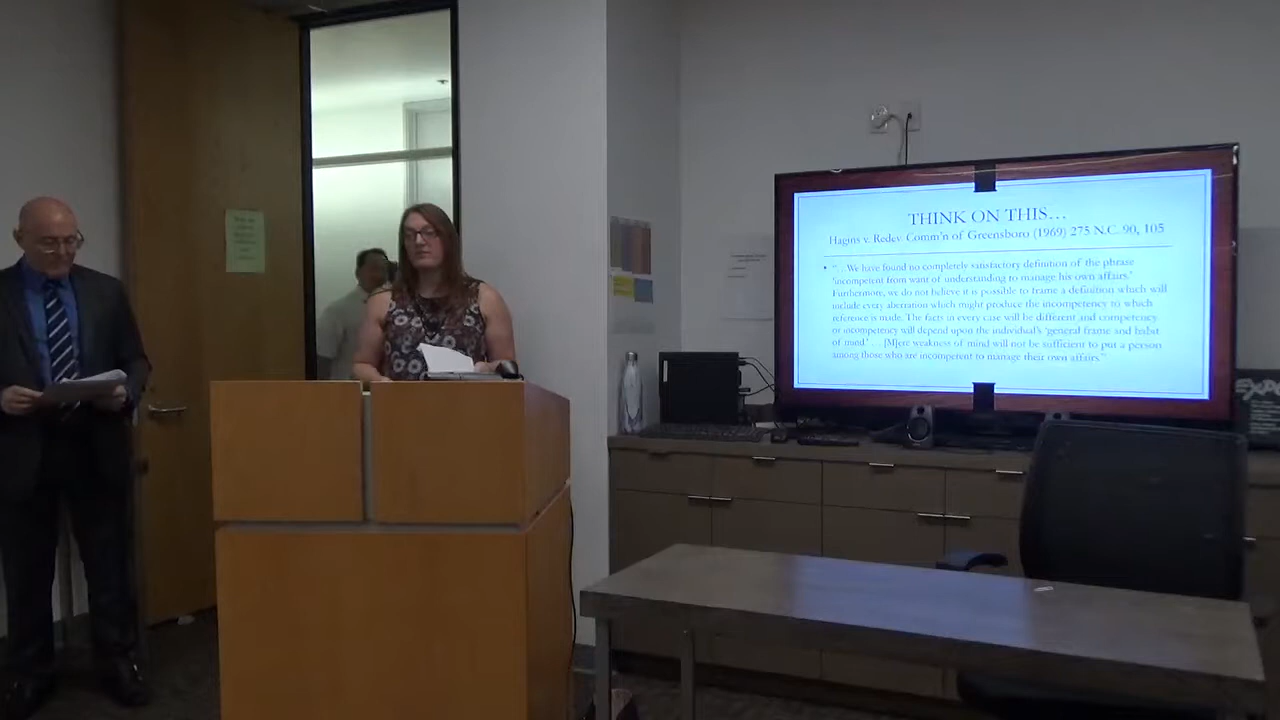 THINK ON THIS…
Hagins v. Redev. Comm'n of Greensboro (1969) 275 N.C. 90, 105
• "…We have found no completely satisfactory definition of the phrase
'incompetent from want of understanding to manage his own affairs.'
Furthermore, we do not believe it is possible to frame a definition which will
include every aberration which might produce the incompetency to which
reference is made. The facts in every case will be different and competency
or incompetency will depend upon the individual's 'general frame and habit
of mind' . . . [M]ere weakness of mind will not be sufficient to put a person
among those who are incompetent to manage their own affairs."